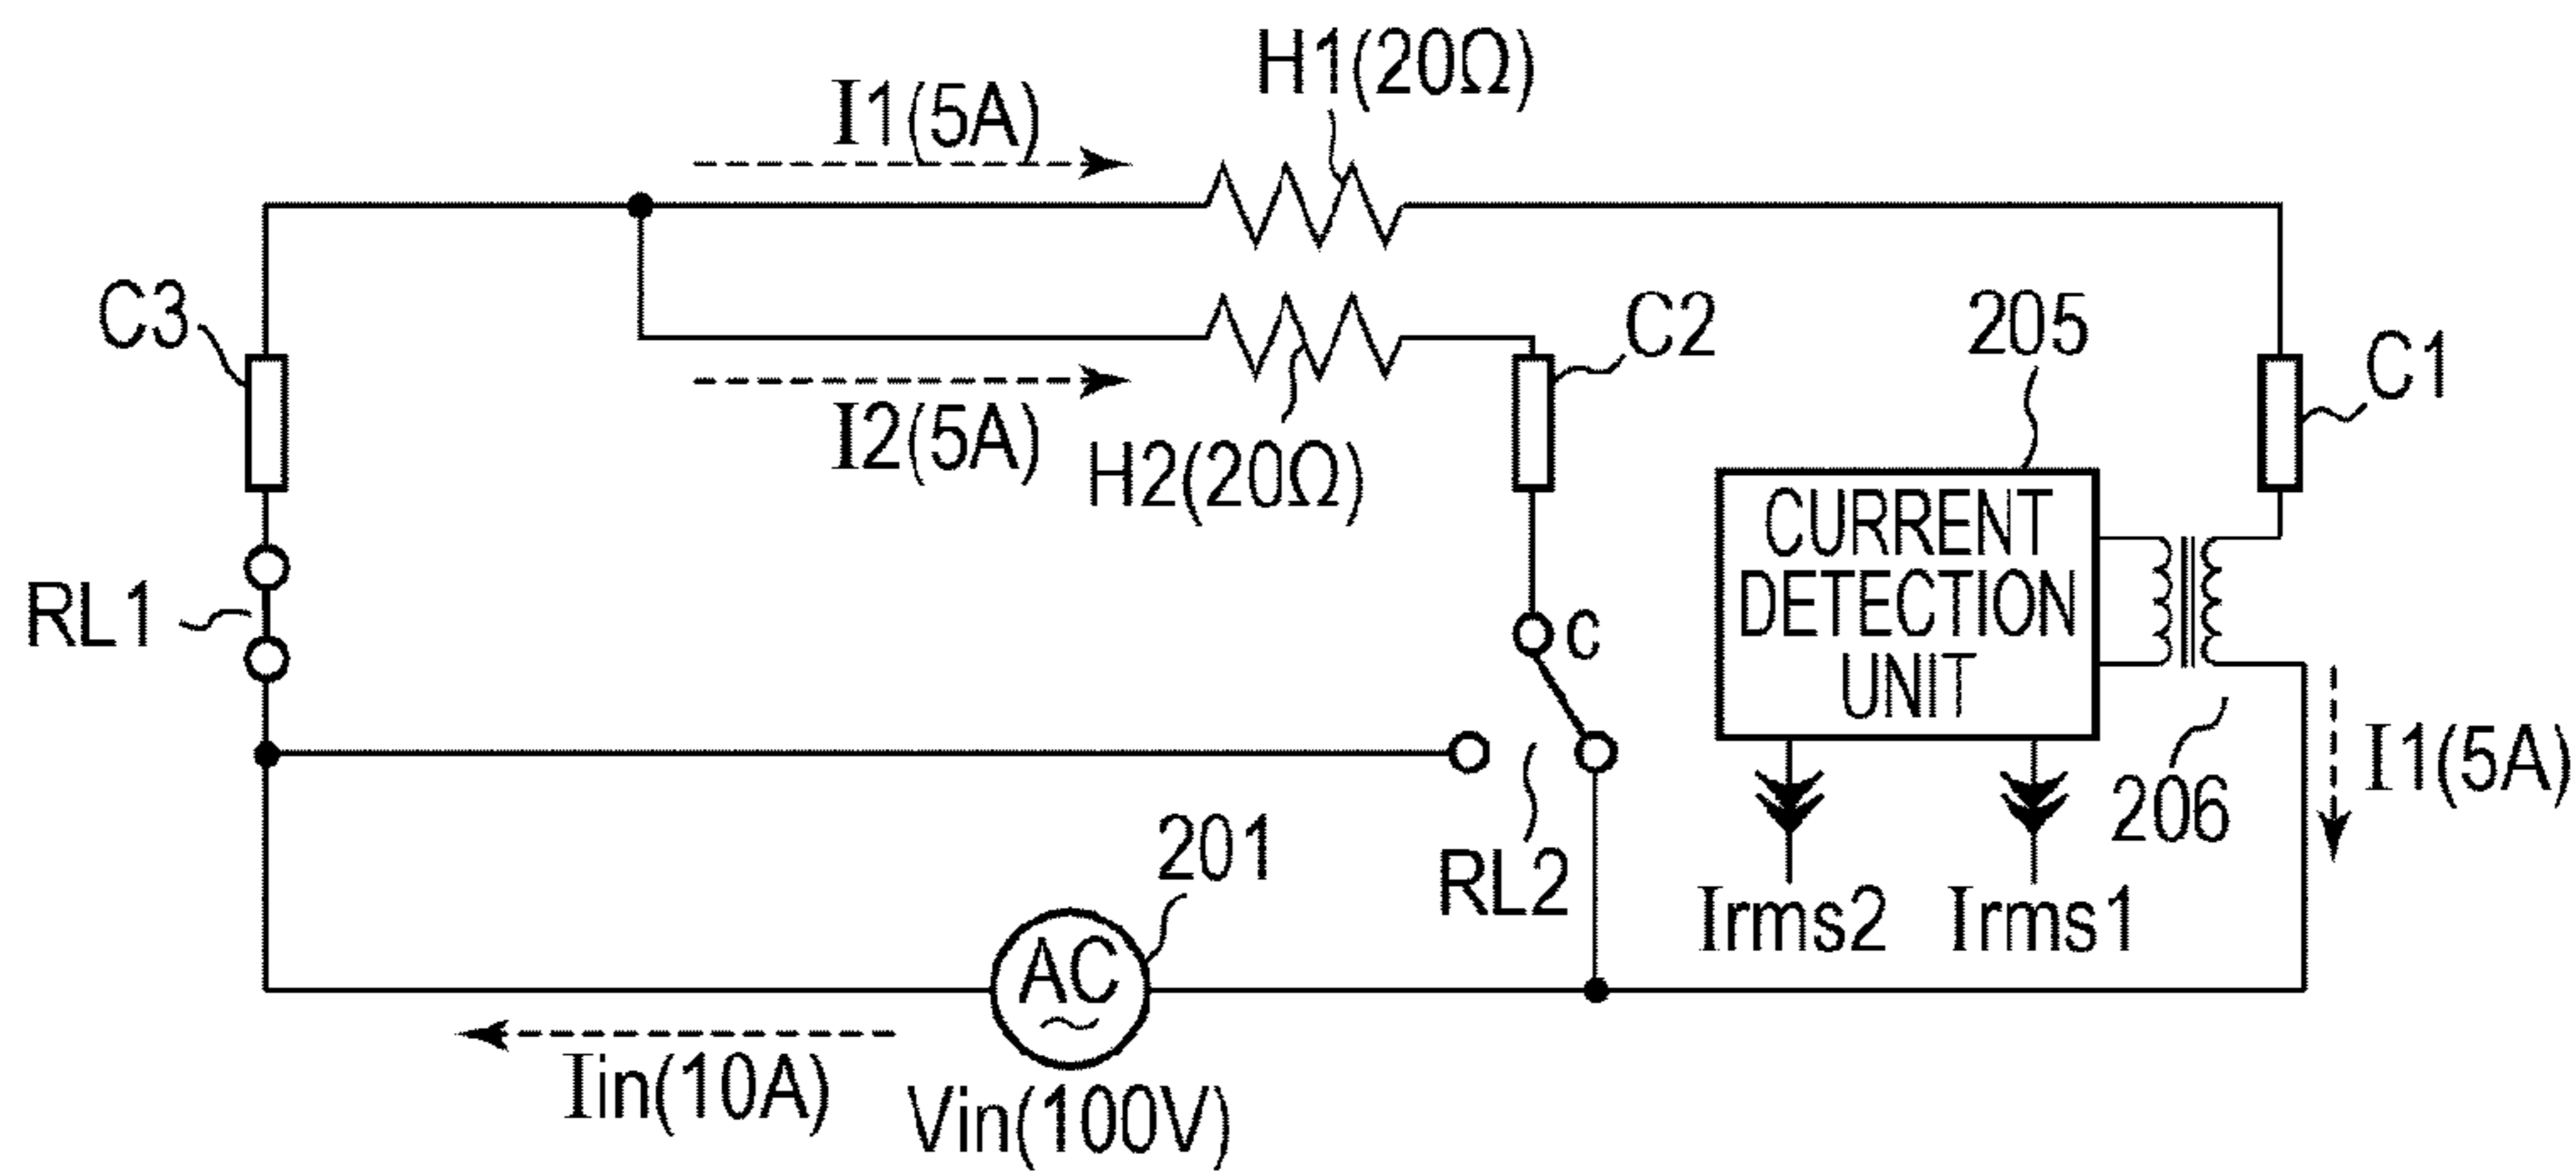 H1(20Ω)
I1(5A)
C3
C2
205
C1
I2(5A)
H2(20Ω)
CURRENT
DETECTION
UNIT
RL1
c
I1(5A)
206
201
RL2
Irms2
Irms1
AC
~
Iin(10A)
Vin(100V)